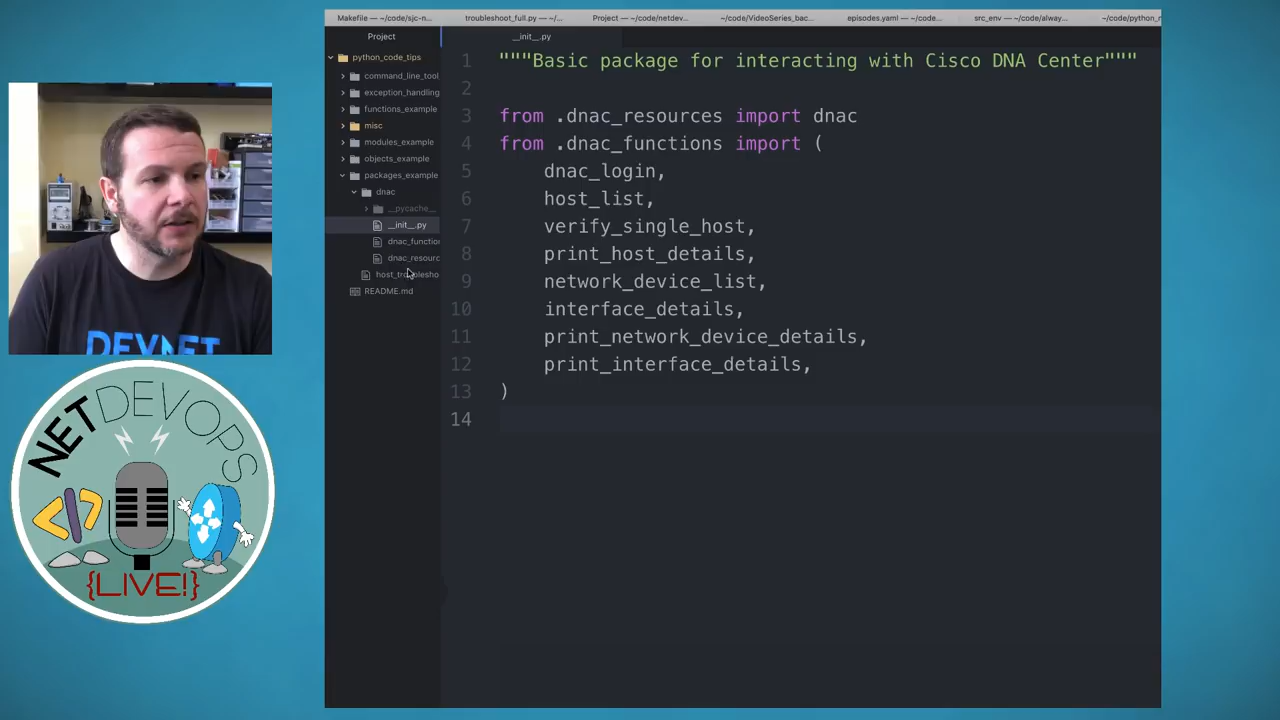 Makefile — ~/code/sjc-n...
troubleshoot_full.py — ~/...
Project — ~/code/netdev...
~/code/VideoSeries_bac...
episodes.yaml — ~/code...
src_env — ~/code/alway...
~/code/python_n
Project
__init__.py
python_code_tips
command_line_tool
exception_handling
functions_example
misc
modules_example
objects_example
packages_example
dnac
__pycache__
__init__.py
dnac_function
dnac_resourc
host_troublesho
README.md
1 """Basic package for interacting with Cisco DNA Center"""
2
3 from .dnac_resources import dnac
4 from .dnac_functions import (
5 dnac_login,
6 host_list,
7 verify_single_host,
8 print_host_details,
9 network_device_list,
10 interface_details,
11 print_network_device_details,
12 print_interface_details,
13 )
14
DEVNET
NETDEVOPS
</>
{LIVE!}